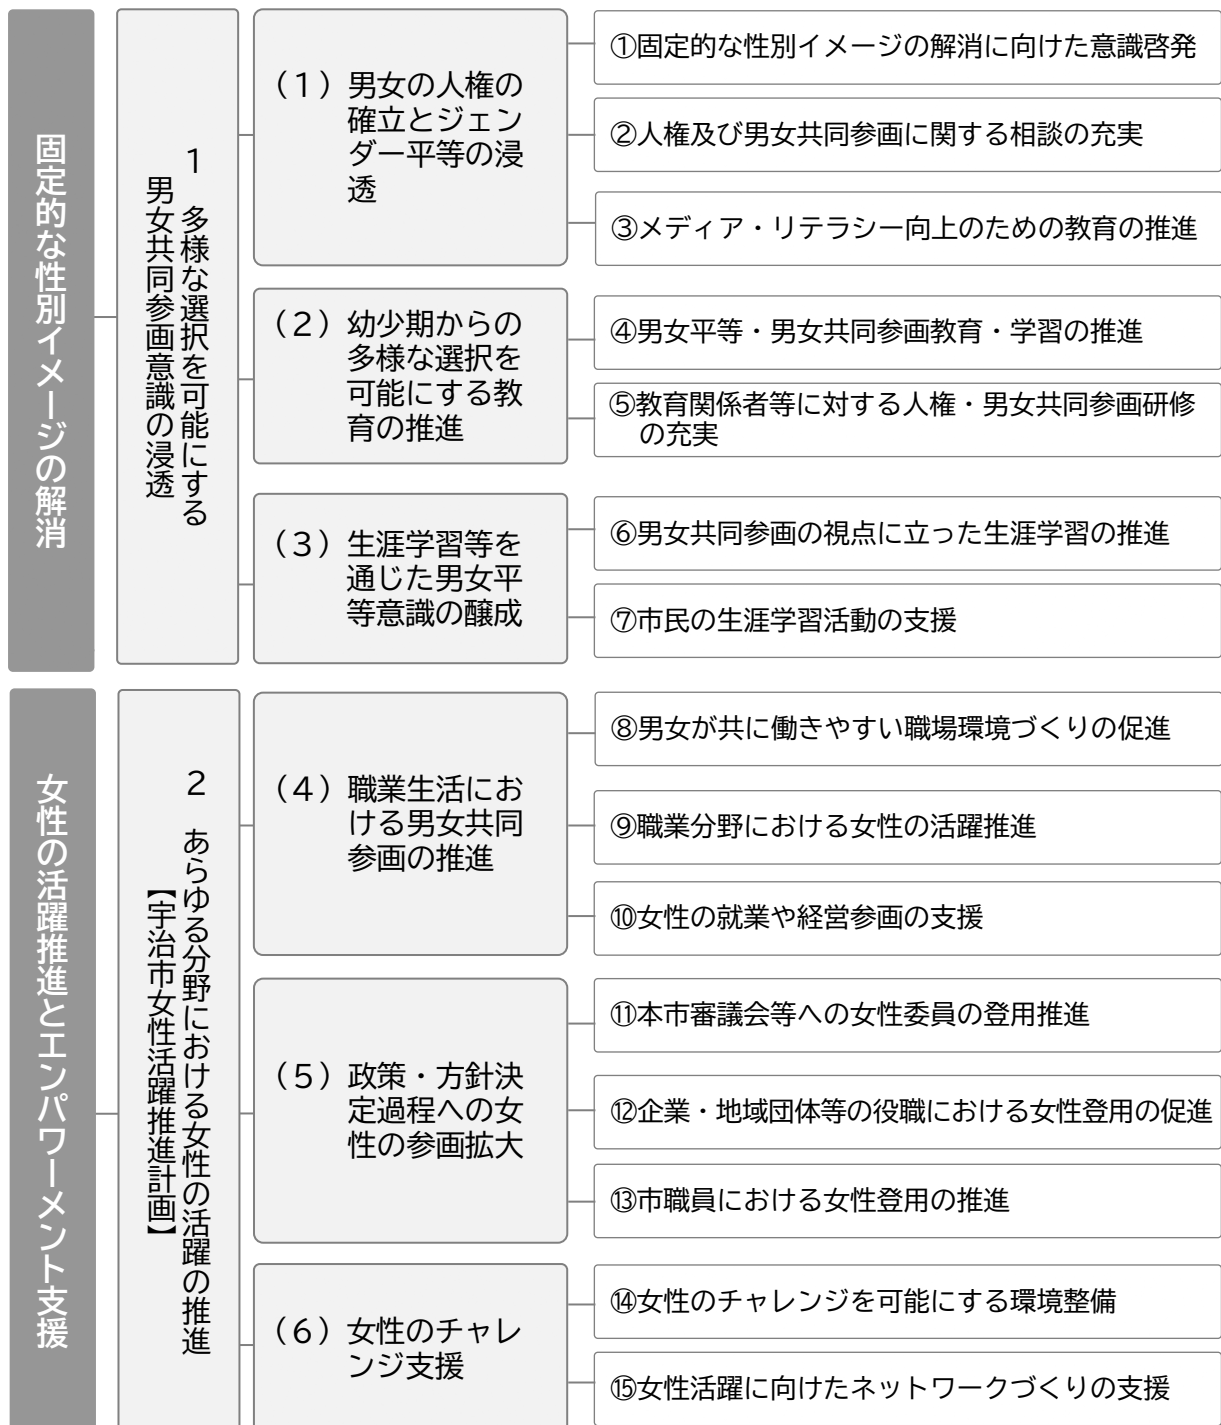 固定的な性別イメージの解消
1 多様な選択を可能にする
男女共同参画意識の浸透
（1）男女の人権の
確立とジェン
ダー平等の浸
透
①固定的な性別イメージの解消に向けた意識啓発
②人権及び男女共同参画に関する相談の充実
③メディア・リテラシー向上のための教育の推進
（2）幼少期からの
多様な選択を
可能にする教
育の推進
④男女平等・男女共同参画教育・学習の推進
⑤教育関係者等に対する人権・男女共同参画研修
の充実
（3）生涯学習等を
通じた男女平
等意識の醸成
⑥男女共同参画の視点に立った生涯学習の推進
⑦市民の生涯学習活動の支援
女性の活躍推進とエンパワーメント支援
2 あらゆる分野における女性の活躍の推進
【宇治市女性活躍推進計画】
（4）職業生活にお
ける男女共同
参画の推進
⑧男女が共に働きやすい職場環境づくりの促進
⑨職業分野における女性の活躍推進
⑩女性の就業や経営参画の支援
（5）政策・方針決
定過程への女
性の参画拡大
⑪本市審議会等への女性委員の登用推進
⑫企業・地域団体等の役職における女性登用の促進
⑬市職員における女性登用の推進
（6）女性のチャレ
ンジ支援
⑭女性のチャレンジを可能にする環境整備
⑮女性活躍に向けたネットワークづくりの支援